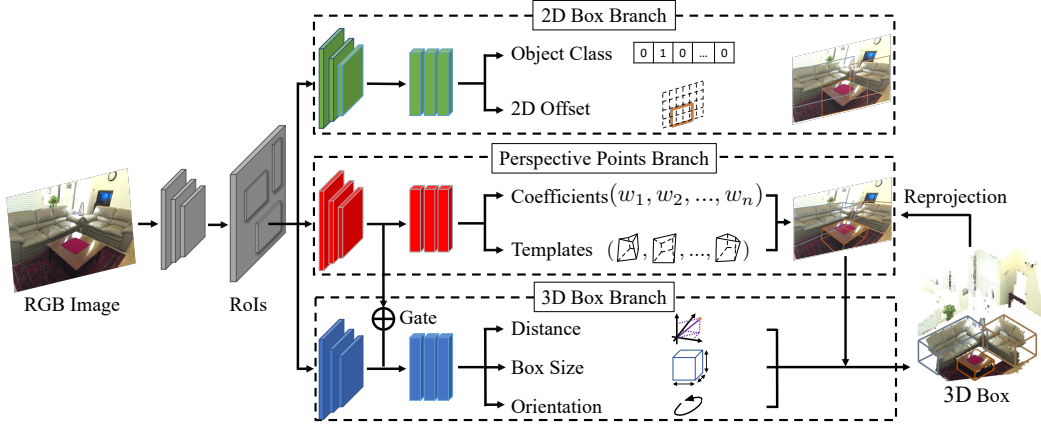 2D Box Branch
Object Class
0 1 0 ... 0
2D Offset
RGB Image
RoIs
Perspective Points Branch
Coefficients(w₁, w₂, ..., wₙ)
Templates ( , , ..., )
Reprojection
Gate
3D Box Branch
Distance
Box Size
Orientation
3D Box